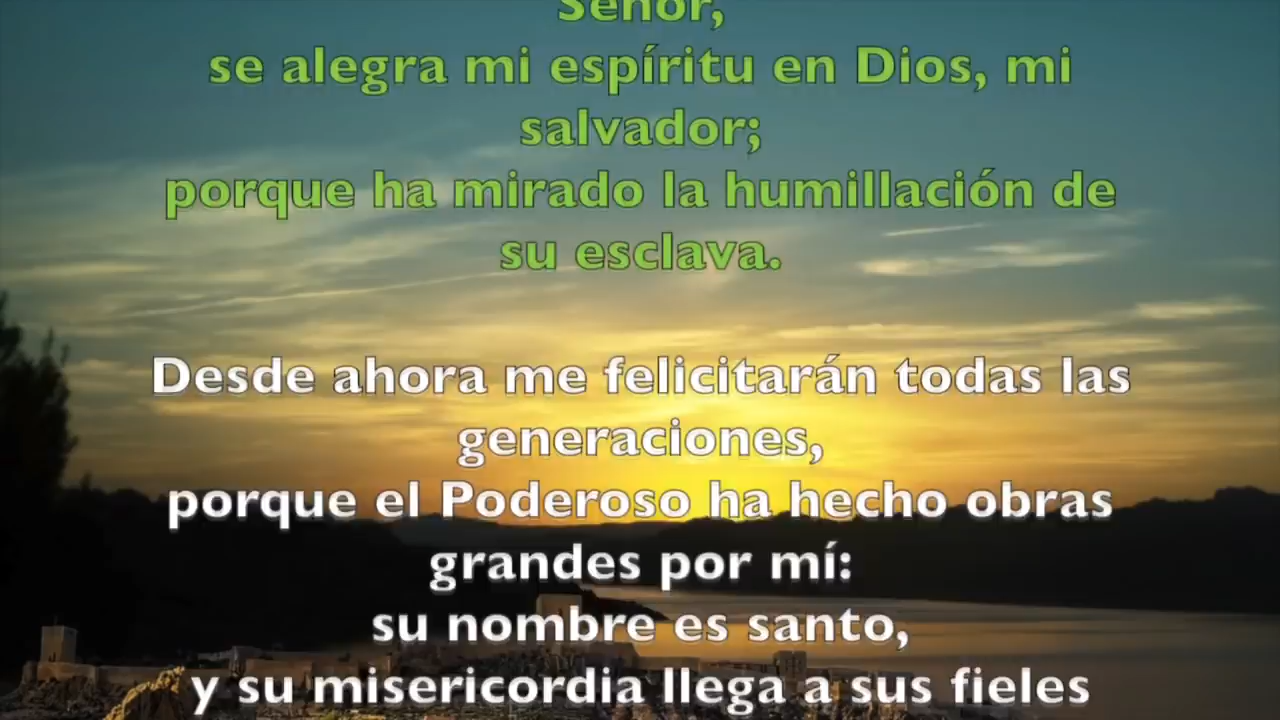 Señor,
se alegra mi espíritu en Dios, mi
salvador;
porque ha mirado la humillación de
su esclava.
Desde ahora me felicitarán todas las
generaciones,
porque el Poderoso ha hecho obras
grandes por mí:
su nombre es santo,
y su misericordia llega a sus fieles